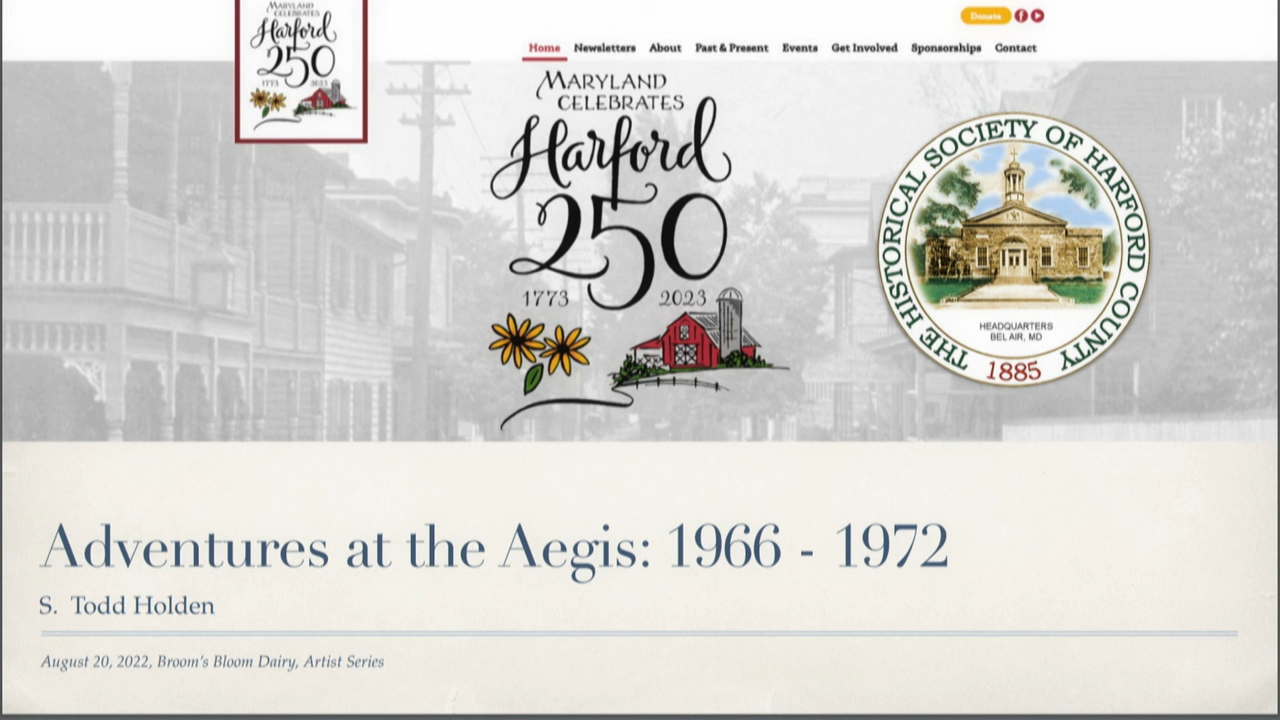 MARYLAND
CELEBRATES
Harford
250
1773 2023
Donate
Home Newsletters About Past & Present Events Get Involved Sponsorships Contact
MARYLAND
CELEBRATES
Harford
250
1773 2023
THE HISTORICAL SOCIETY OF HARFORD COUNTY
HEADQUARTERS
BEL AIR, MD
1885
Adventures at the Aegis: 1966 - 1972
S. Todd Holden
August 20, 2022, Broom's Bloom Dairy, Artist Series